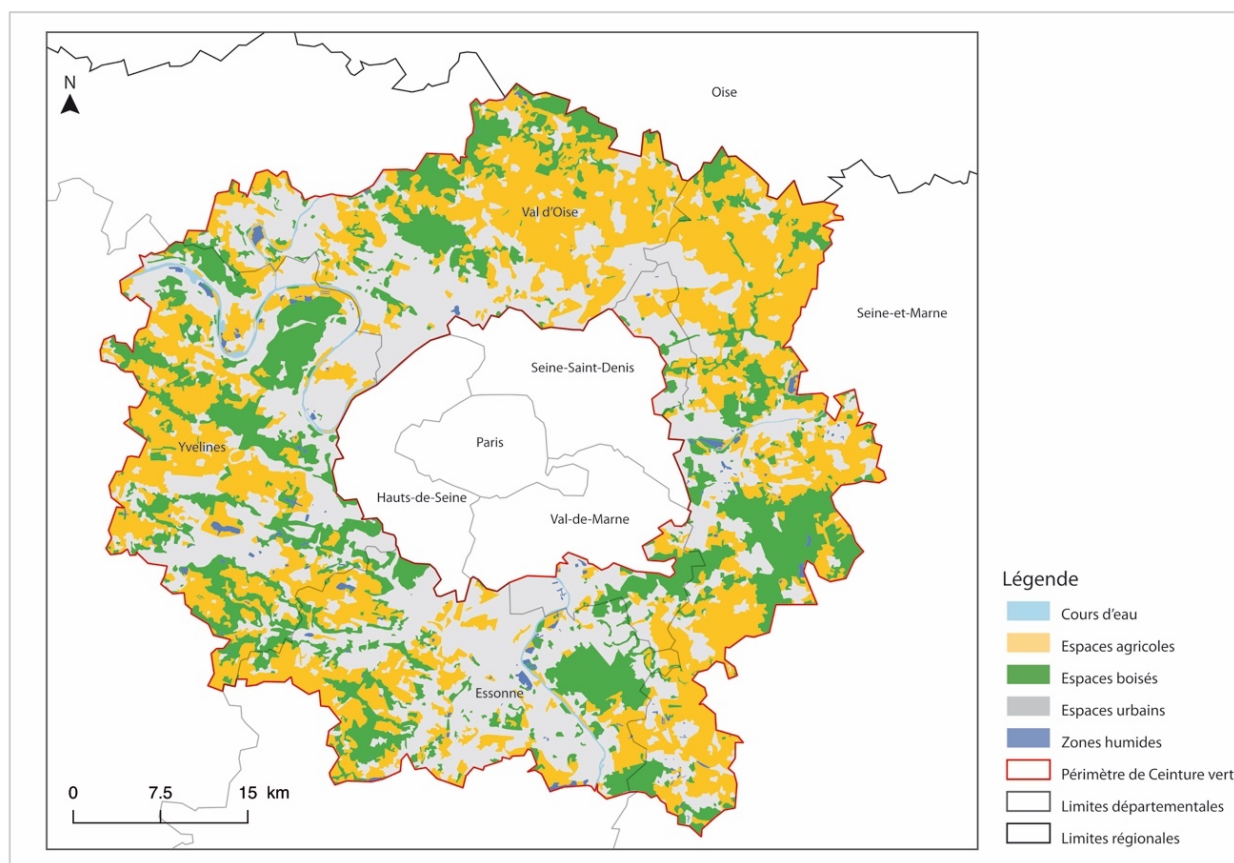 N
Oise
Val d'Oise
Seine-et-Marne
Seine-Saint-Denis
Paris
Yvelines
Hauts-de-Seine
Val-de-Marne
Essonne
0 7.5 15 km
Légende
Cours d'eau
Espaces agricoles
Espaces boisés
Espaces urbains
Zones humides
Périmètre de Ceinture vert
Limites départementales
Limites régionales